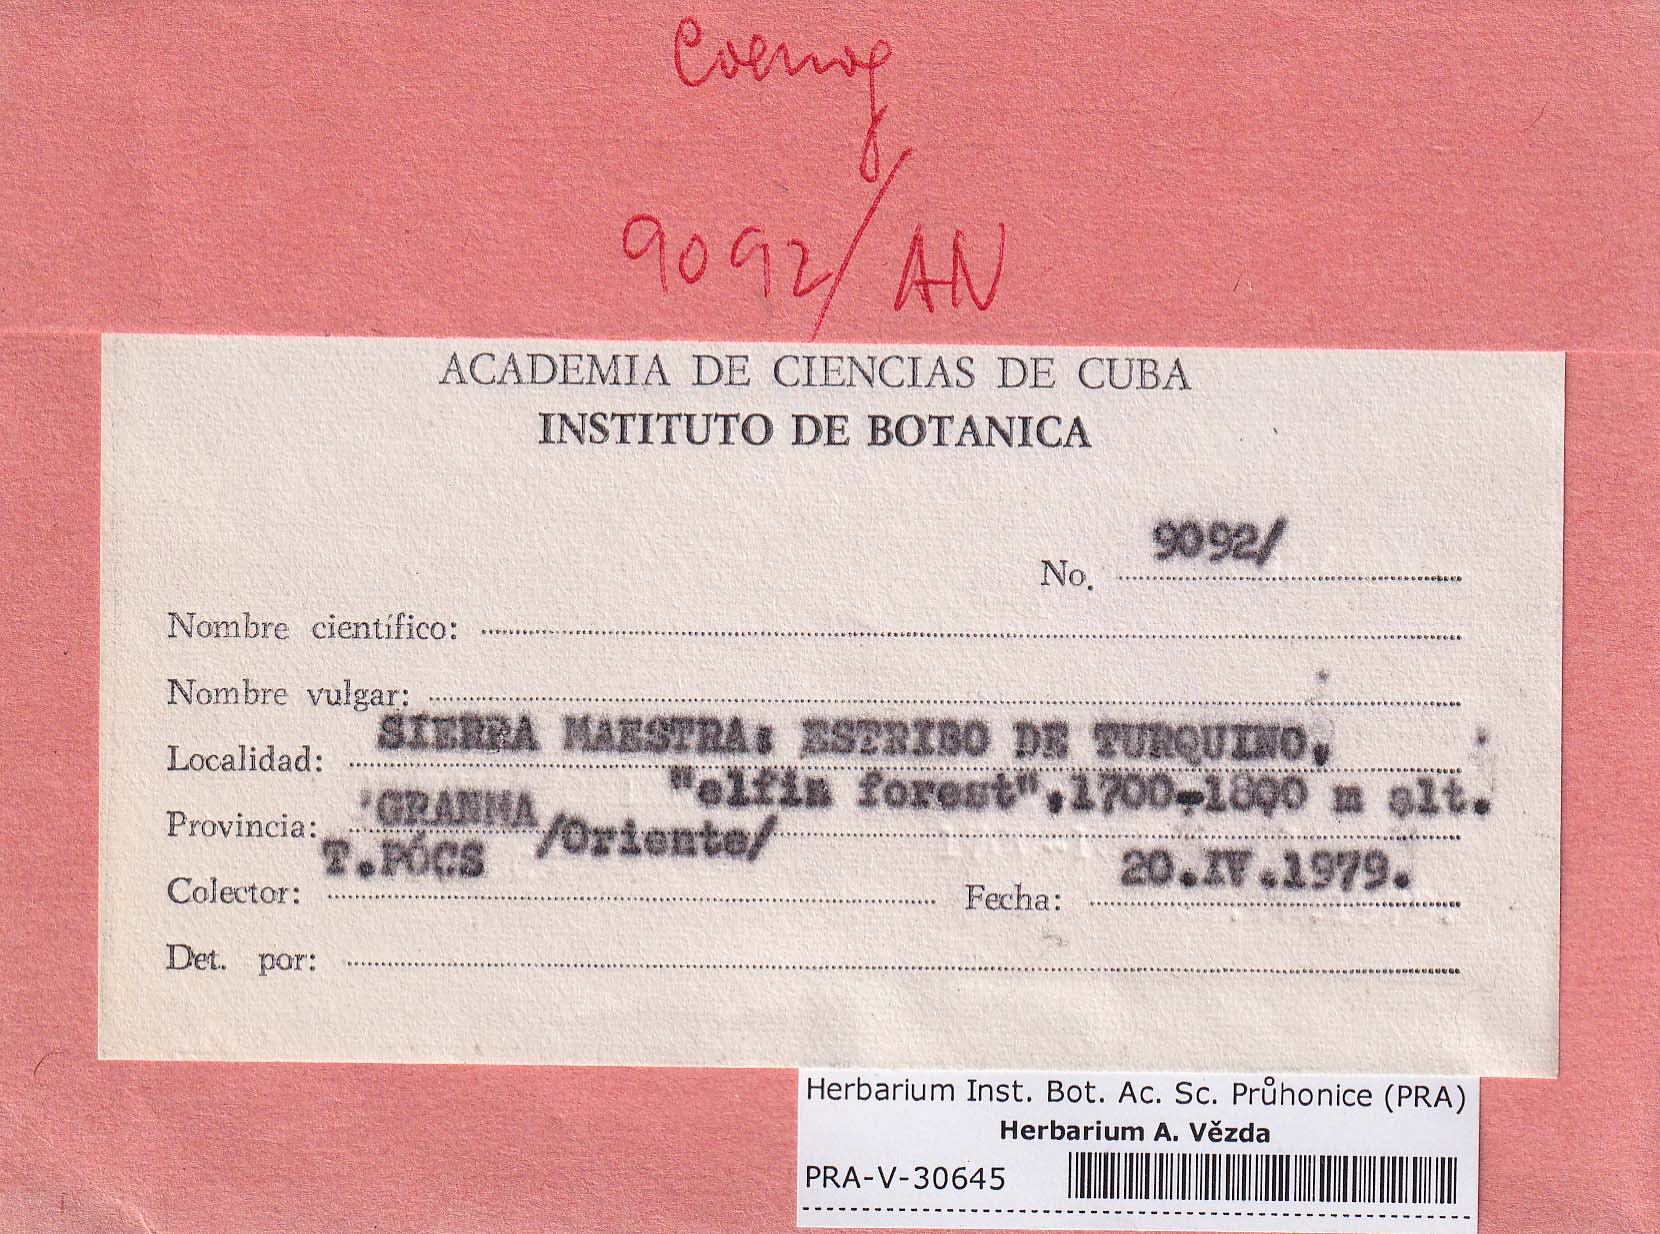 Coenog
9092/AN
ACADEMIA DE CIENCIAS DE CUBA
INSTITUTO DE BOTANICA
No. 9092/
Nombre científico:
Nombre vulgar:
Localidad: SIERRA MAESTRA: ESTRIBO DE TURQUINO,
"elfin forest",1700-1800 m alt.
Provincia: GRANMA /Oriente/
Colector: T.PÓCS Fecha: 20.IV.1979.
Det. por:
Herbarium Inst. Bot. Ac. Sc. Průhonice (PRA)
Herbarium A. Vězda
PRA-V-30645